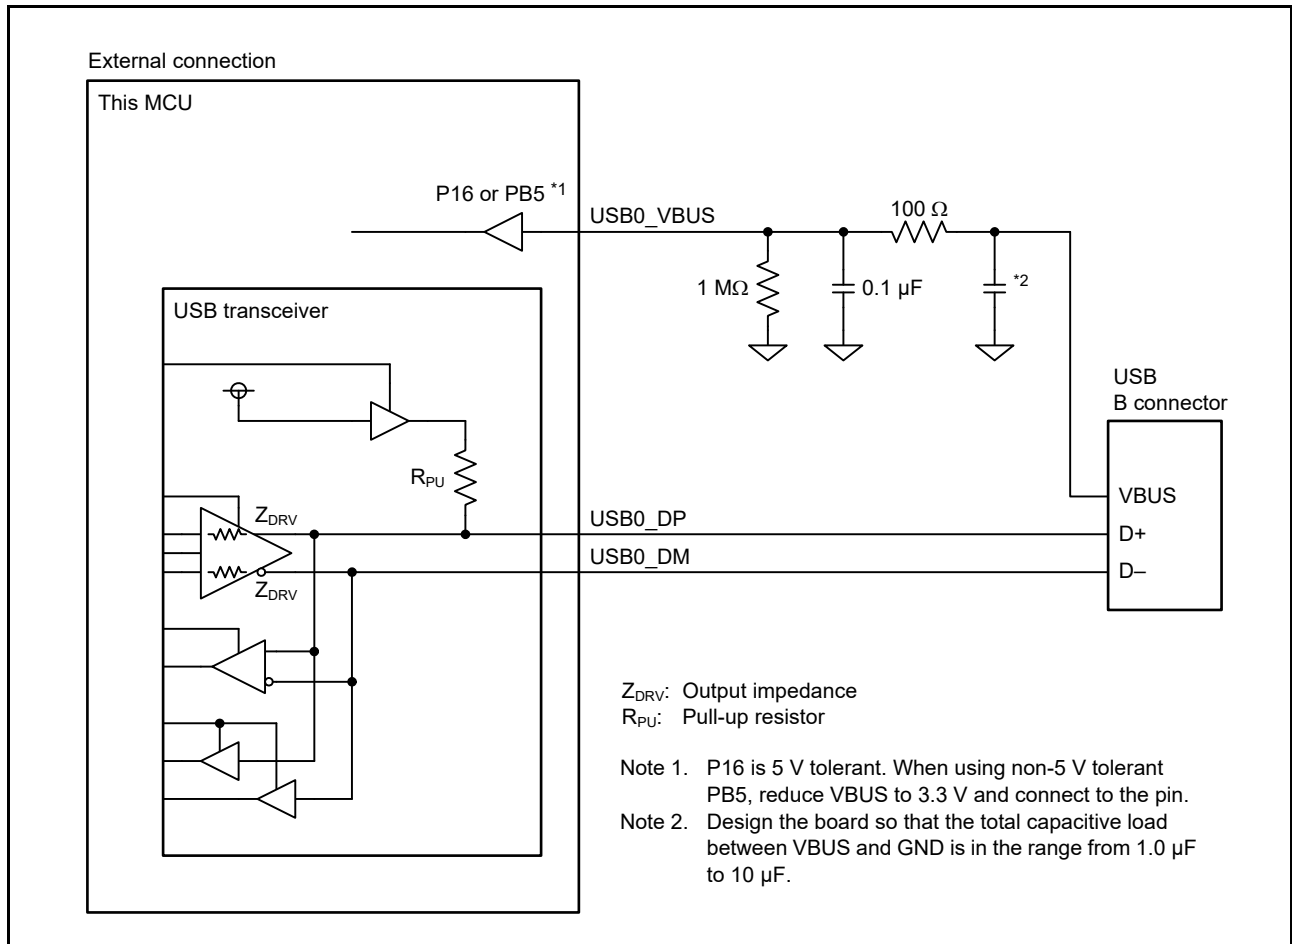 External connection
This MCU
P16 or PB5 *1
USB0_VBUS
100 Ω
1 MΩ
0.1 µF
*2
USB transceiver
USB
B connector
RPU
VBUS
ZDRV
USB0_DP
D+
USB0_DM
D–
ZDRV
ZDRV: Output impedance
RPU: Pull-up resistor
Note 1. P16 is 5 V tolerant. When using non-5 V tolerant
PB5, reduce VBUS to 3.3 V and connect to the pin.
Note 2. Design the board so that the total capacitive load
between VBUS and GND is in the range from 1.0 µF
to 10 µF.